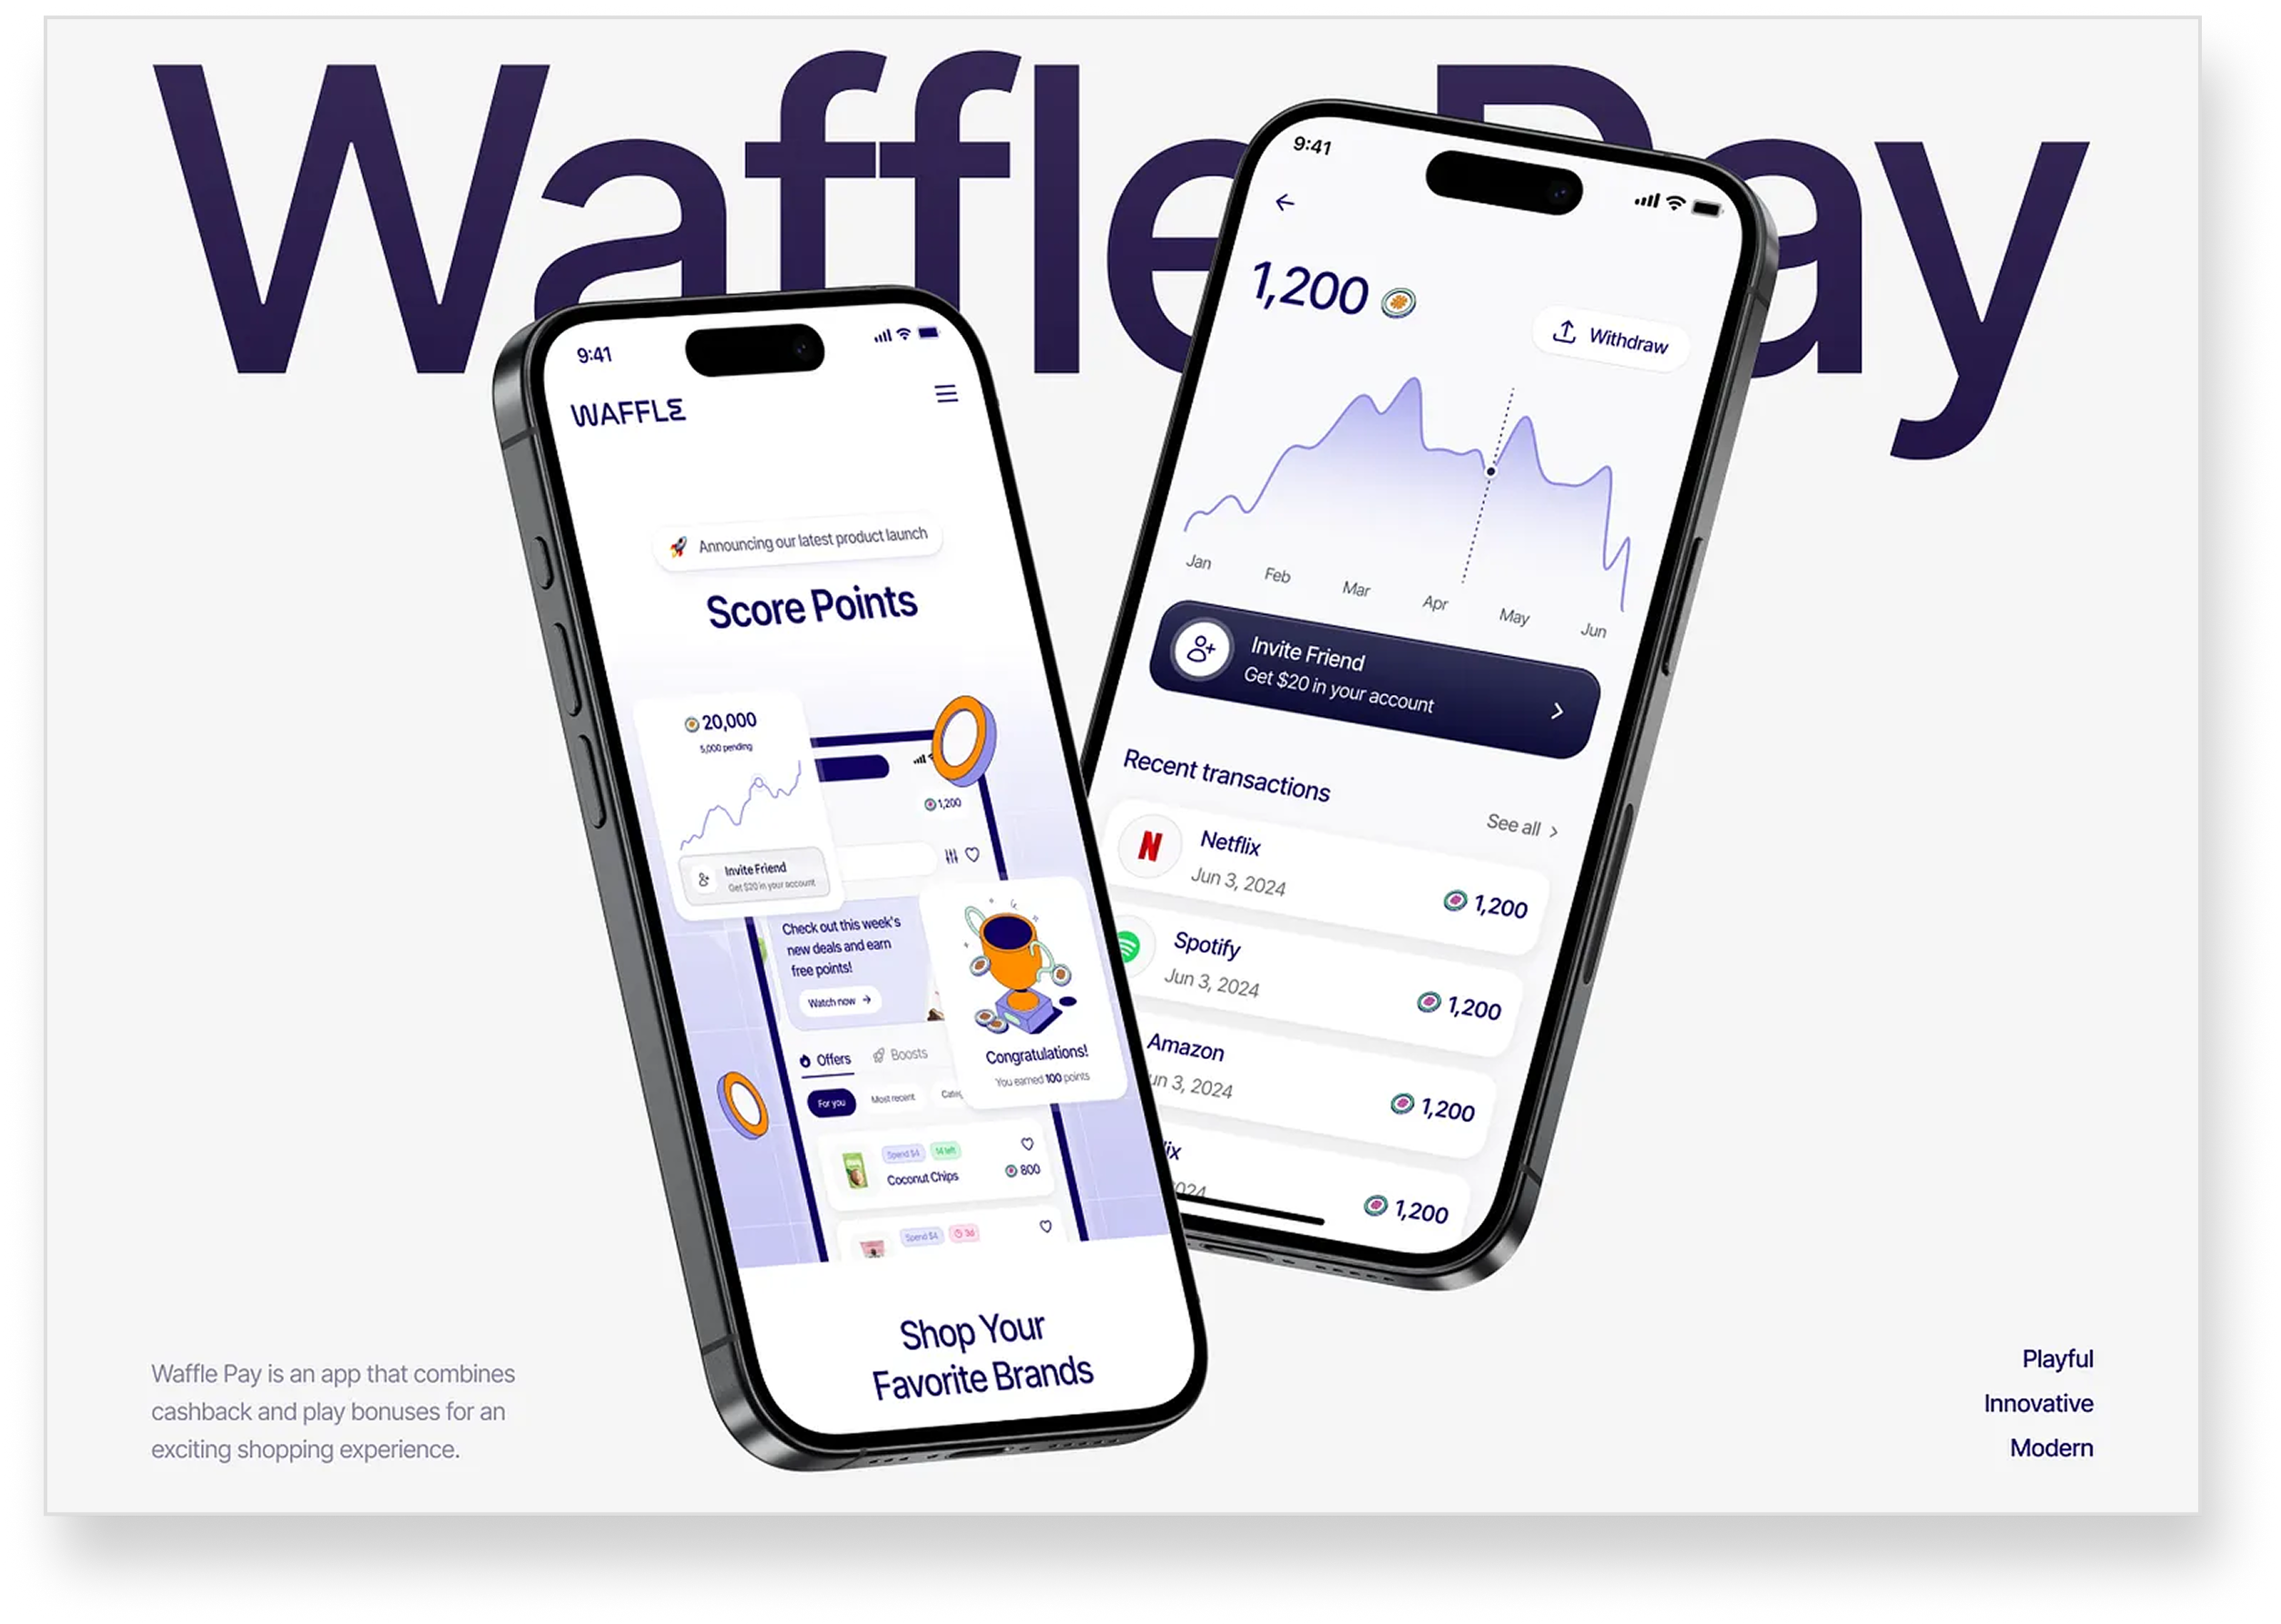 Waffle Pay
9:41
WAFFLE
Announcing our latest product launch
Score Points
20,000
5,000 pending
1,200
Invite Friend
Get $20 in your account
Check out this week's
new deals and earn
free points!
Watch now
Congratulations!
You earned 100 points
Offers
Boosts
For you
Most recent
Spend $4
14 left
Coconut Chips
800
Spend $4
3d
Shop Your
Favorite Brands
9:41
1,200
Withdraw
Jan Feb Mar Apr May Jun
Invite Friend
Get $20 in your account
Recent transactions
See all
Netflix
Jun 3, 2024
1,200
Spotify
Jun 3, 2024
1,200
Amazon
un 3, 2024
1,200
lix
2024
1,200
Waffle Pay is an app that combines
cashback and play bonuses for an
exciting shopping experience.
Playful
Innovative
Modern